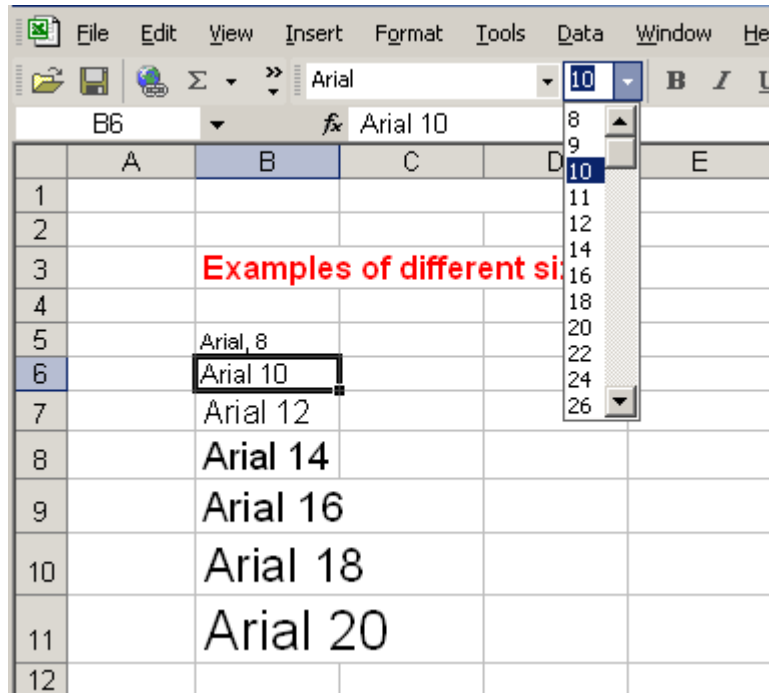 File Edit View Insert Format Tools Data Window He
Σ » Arial 10 B I U
B6 fx Arial 10
8
9
10
11
12
14
16
18
20
22
24
26
A B C D E
1
2
3 Examples of different si
4
5 Arial, 8
6 Arial 10
7 Arial 12
8 Arial 14
9 Arial 16
10 Arial 18
11 Arial 20
12